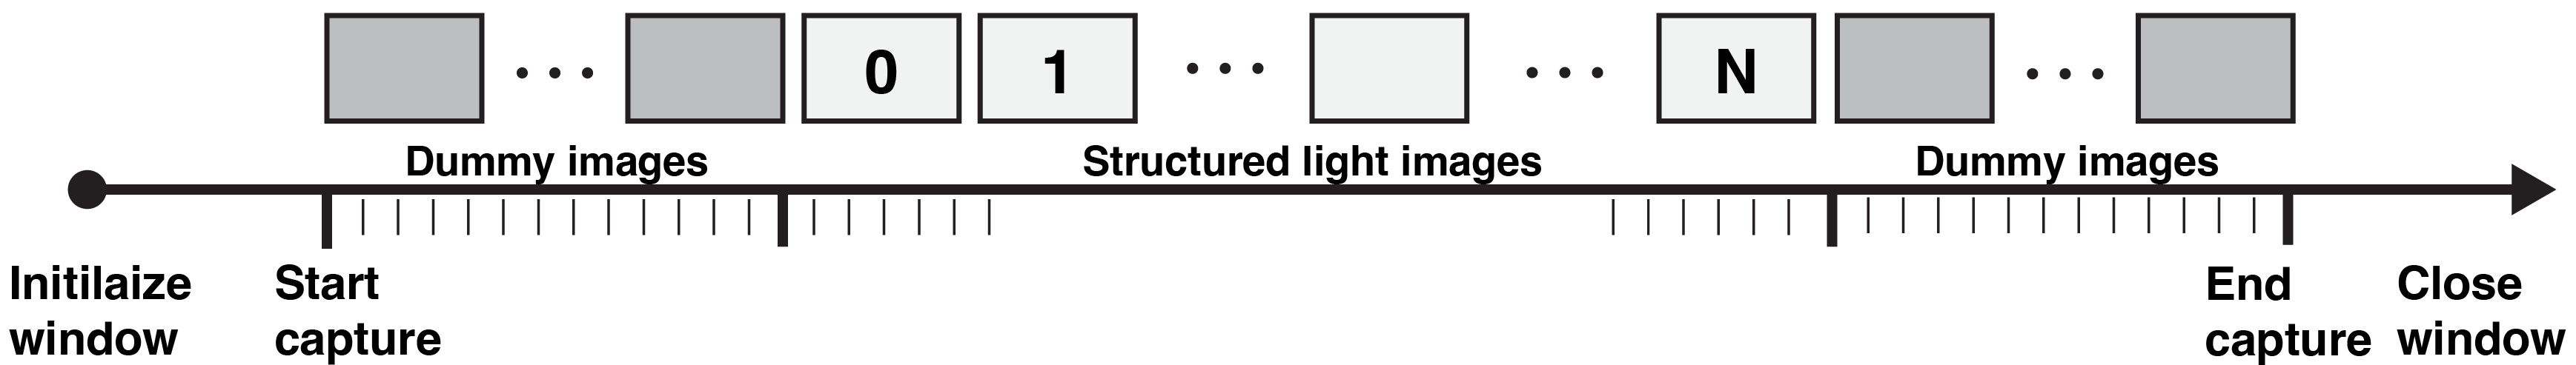 0 1 ... ... N ...
Dummy images Structured light images Dummy images
Initilaize window
Start capture
End capture
Close window